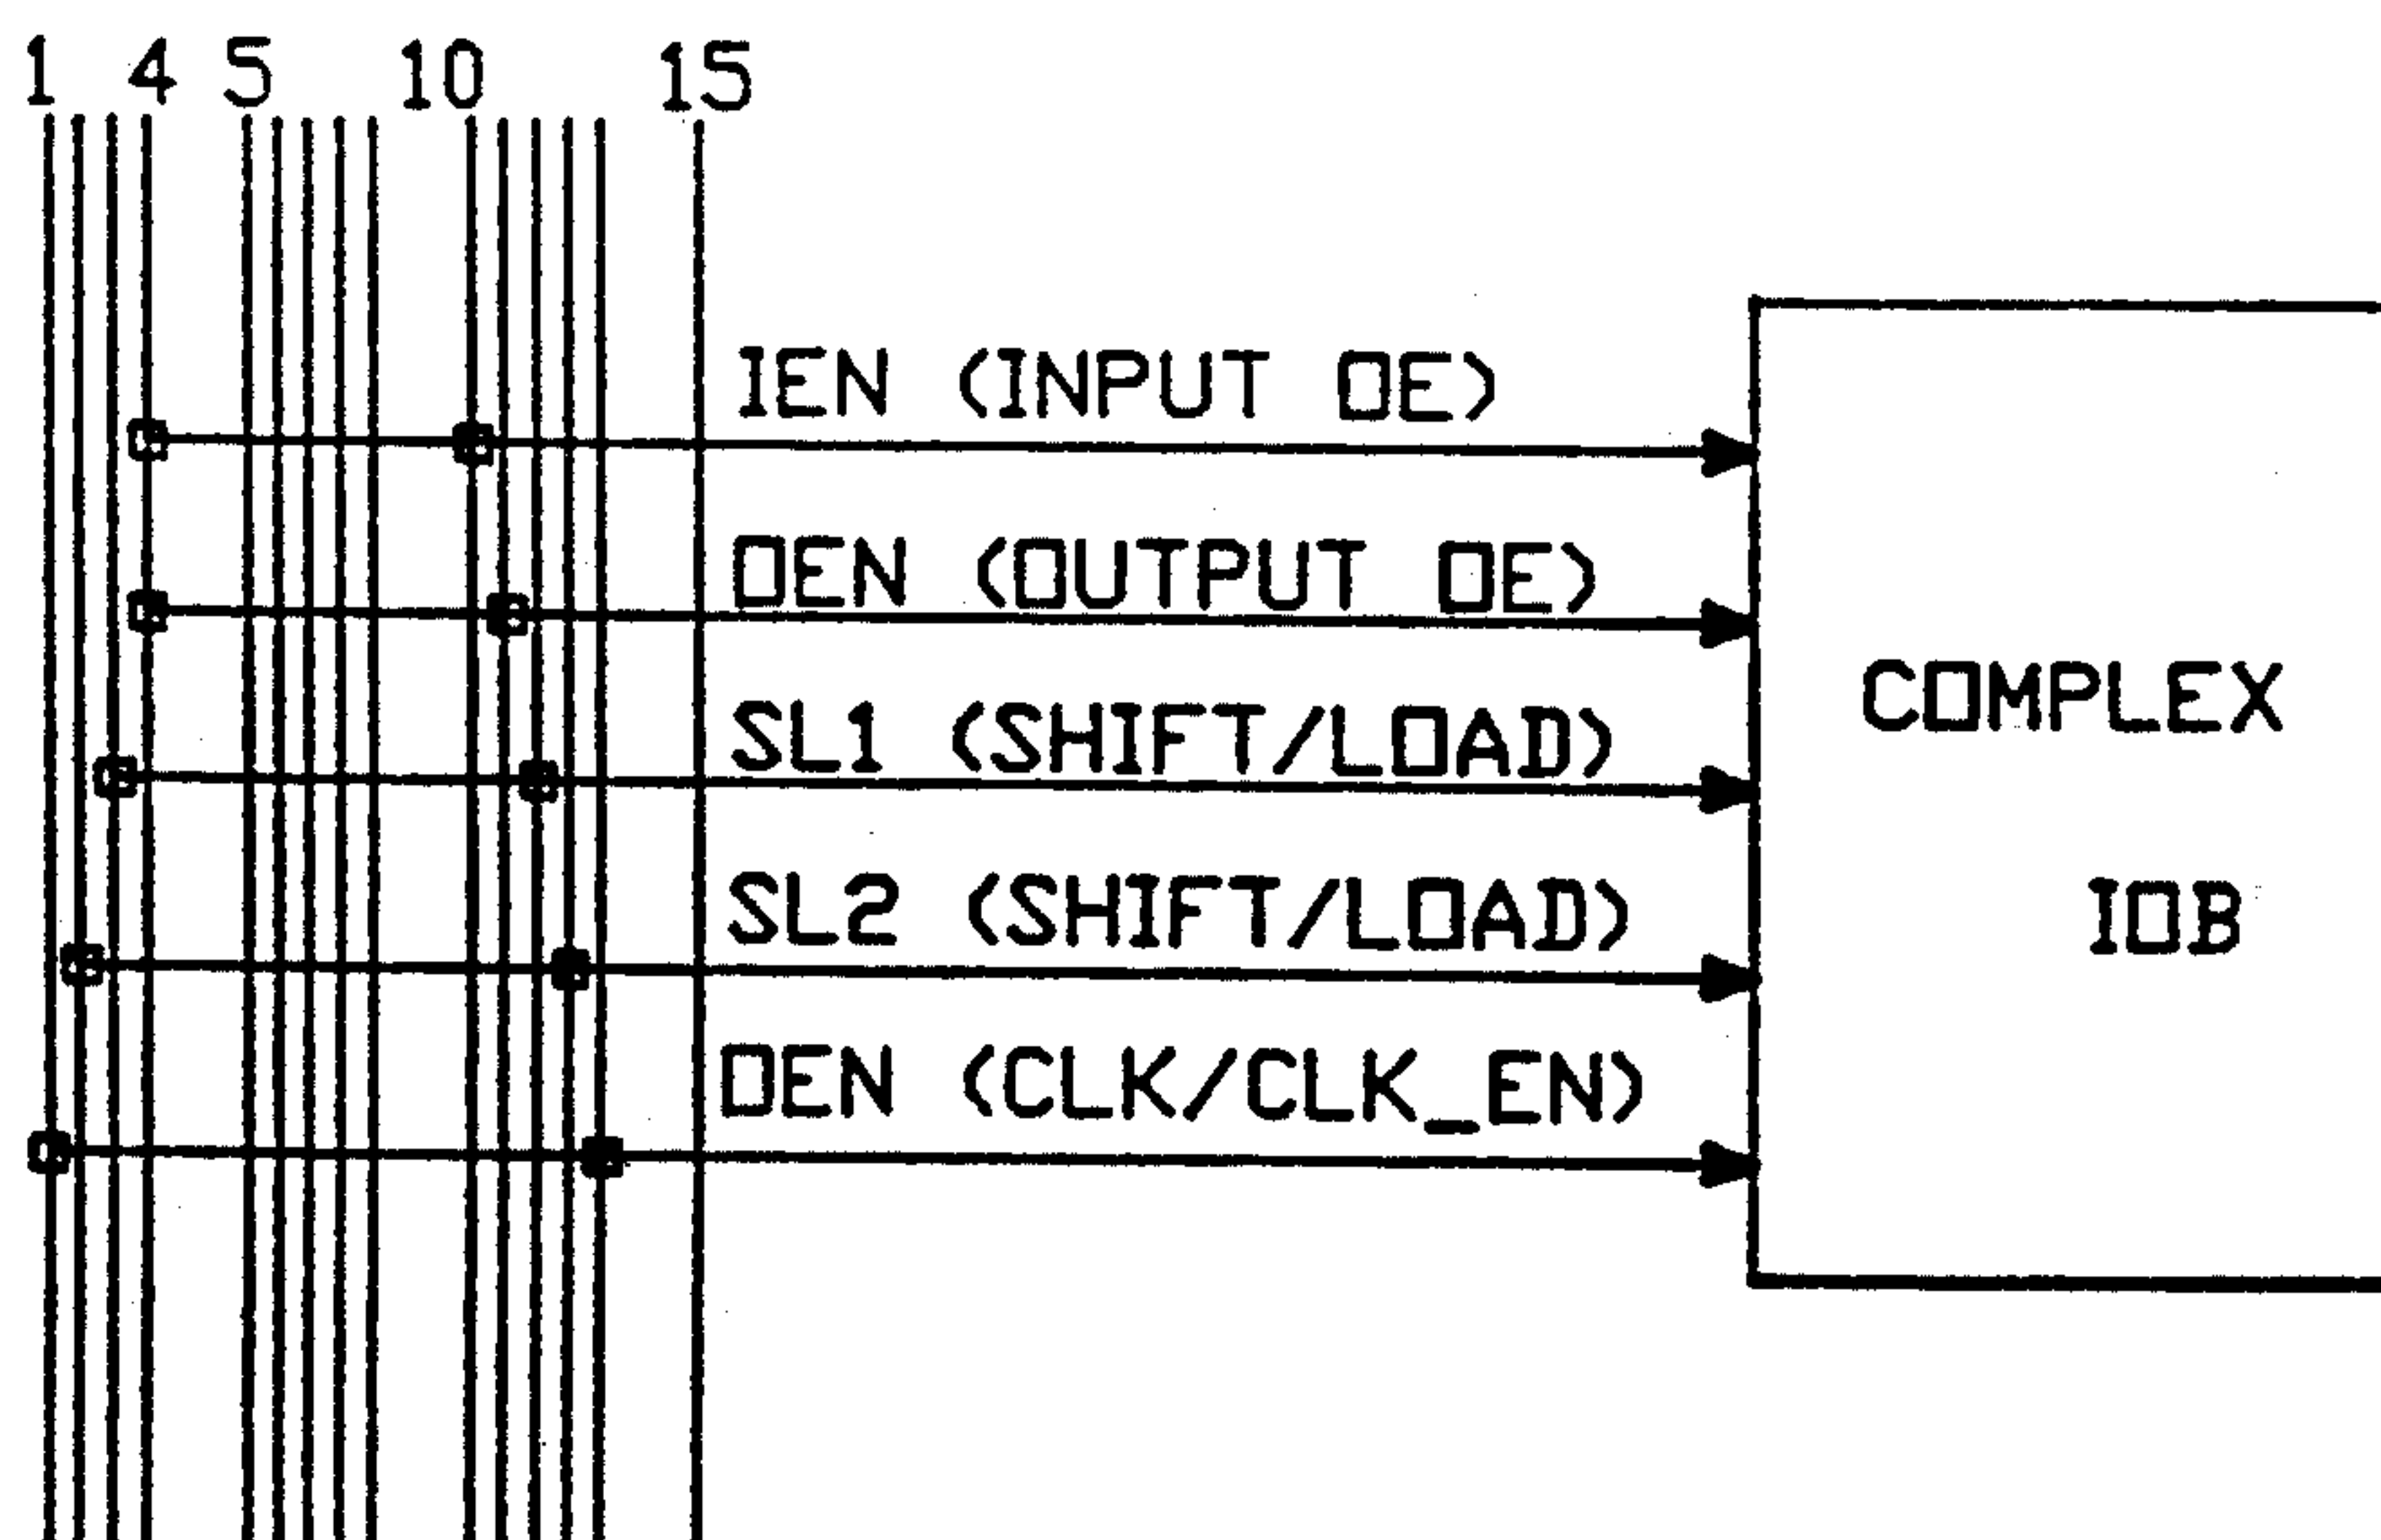 1 4 5 10 15
IEN (INPUT OE)
OEN (OUTPUT OE)
SL1 (SHIFT/LOAD)
COMPLEX
SL2 (SHIFT/LOAD)
IOB
OEN (CLK/CLK_EN)